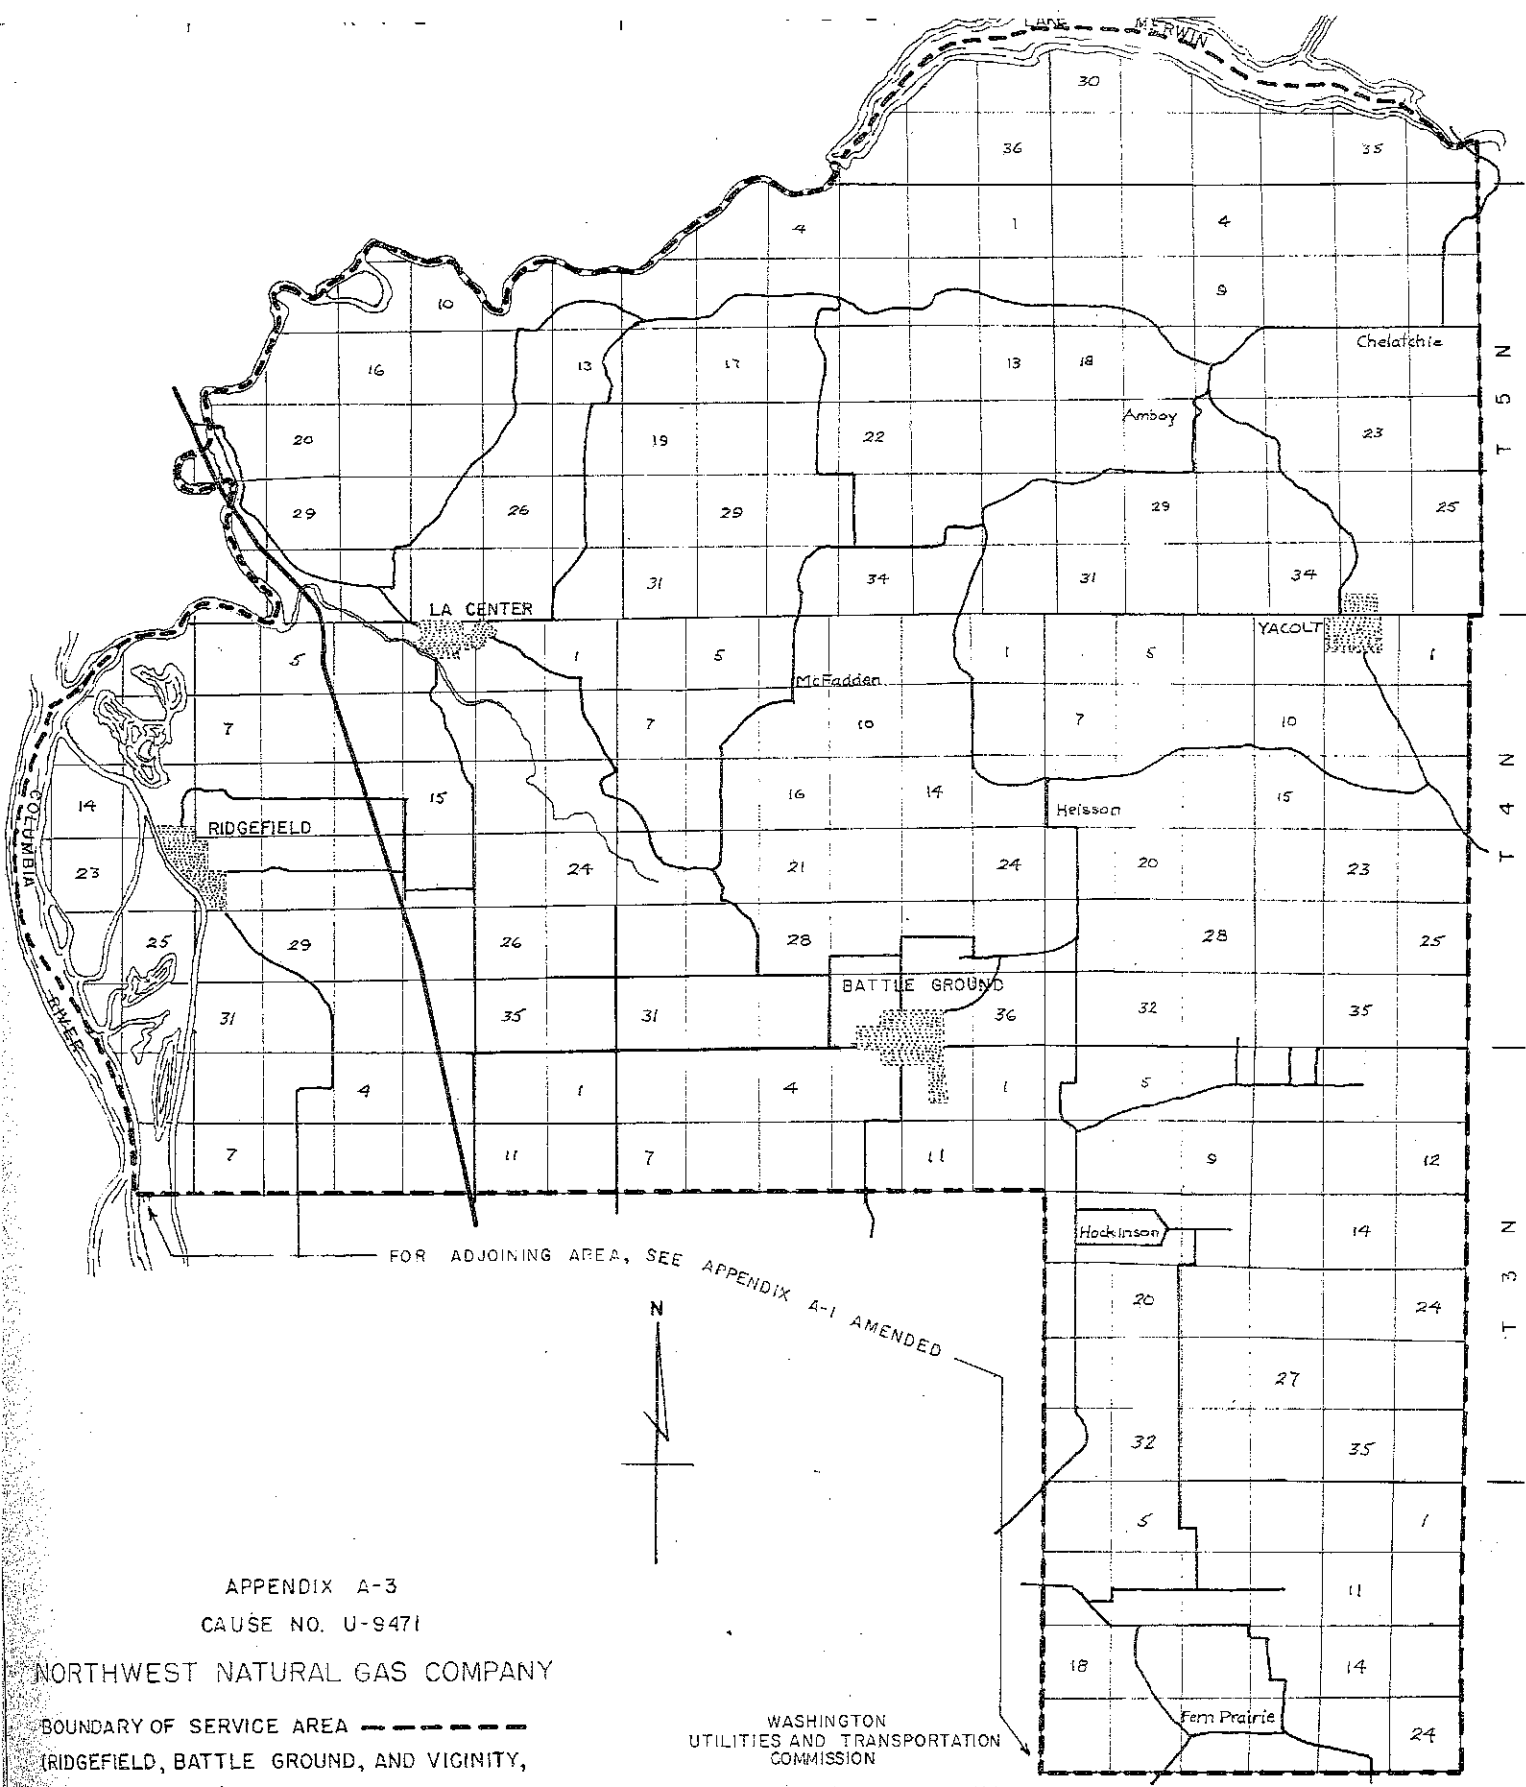 LAKE MERWIN
30
36 35
4 1 4
10 9
Chelatchie
16 13 17 13 18
Amboy
20 19 22 23
29 26 29 29 25
31 34 31 34
LA CENTER
YACOLT
5 1 5 1 5 1
McFadden
7 7 10 7 10
14 15 16 14 15
Heisson
RIDGEFIELD
23 24 21 24 20 23
COLUMBIA RIVER
25 29 26 28 28 25
BATTLE GROUND
31 35 31 36 32 35
4 1 4 1 5
7 11 7 11 9 12
Hockinson 14
20 24
27
32 35
5 1
11
18 14
Fern Prairie
24
T 5 N
T 4 N
T 3 N
FOR ADJOINING AREA, SEE APPENDIX A-1 AMENDED
N
APPENDIX A-3
CAUSE NO. U-9471
NORTHWEST NATURAL GAS COMPANY
BOUNDARY OF SERVICE AREA
(RIDGEFIELD, BATTLE GROUND, AND VIGINITY,
WASHINGTON
UTILITIES AND TRANSPORTATION
COMMISSION